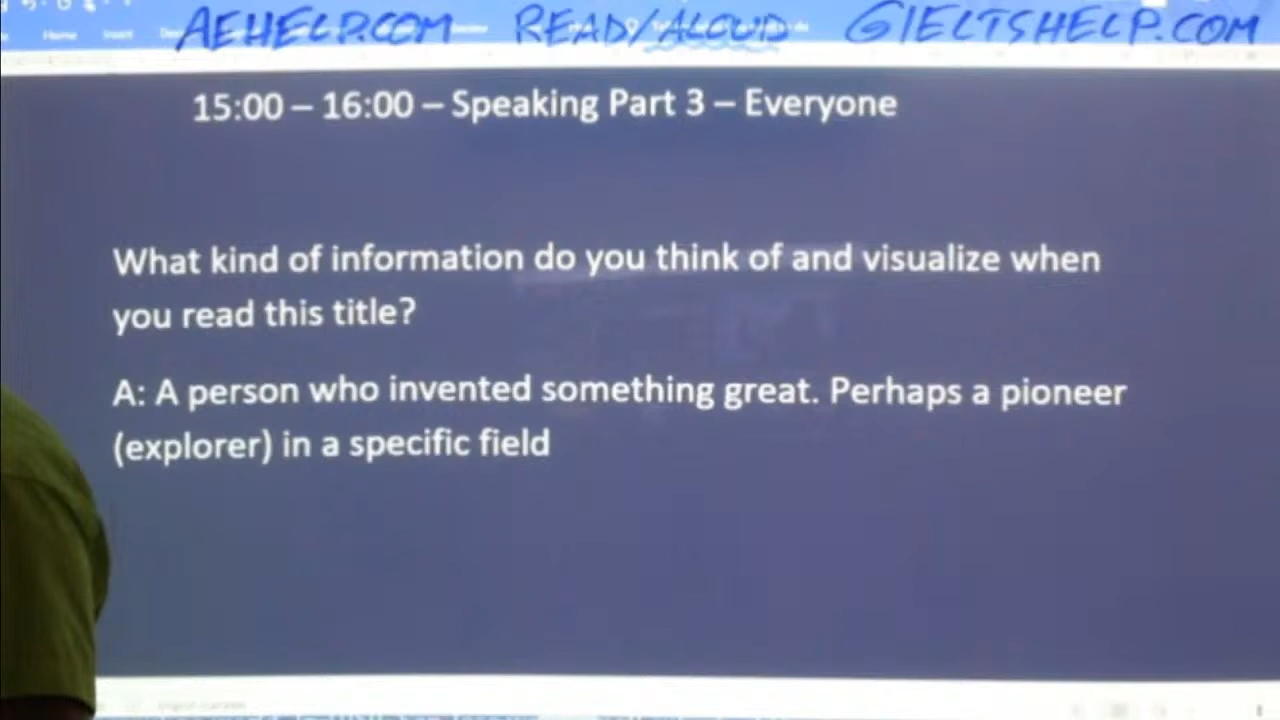 AEHELP.COM READ/ALOUD GIELTSHELP.COM
Home Insert
15:00 – 16:00 – Speaking Part 3 – Everyone
What kind of information do you think of and visualize when
you read this title?
A: A person who invented something great. Perhaps a pioneer
(explorer) in a specific field